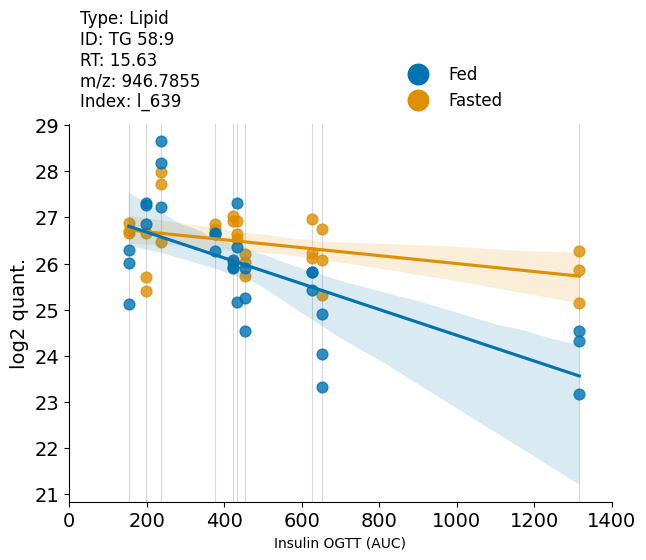 Type: Lipid
ID: TG 58:9
RT: 15.63
m/z: 946.7855
Index: l_639
Fed
Fasted
29
28
27
26
25
24
23
22
21
log2 quant.
0 200 400 600 800 1000 1200 1400
Insulin OGTT (AUC)